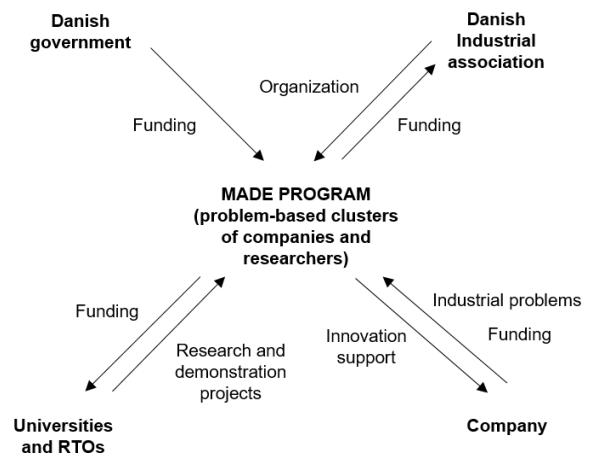 Danish
government
Danish
Industrial
association
Organization
Funding
Funding
MADE PROGRAM
(problem-based clusters
of companies and
researchers)
Funding
Research and
demonstration
projects
Innovation
support
Industrial problems
Funding
Universities
and RTOs
Company